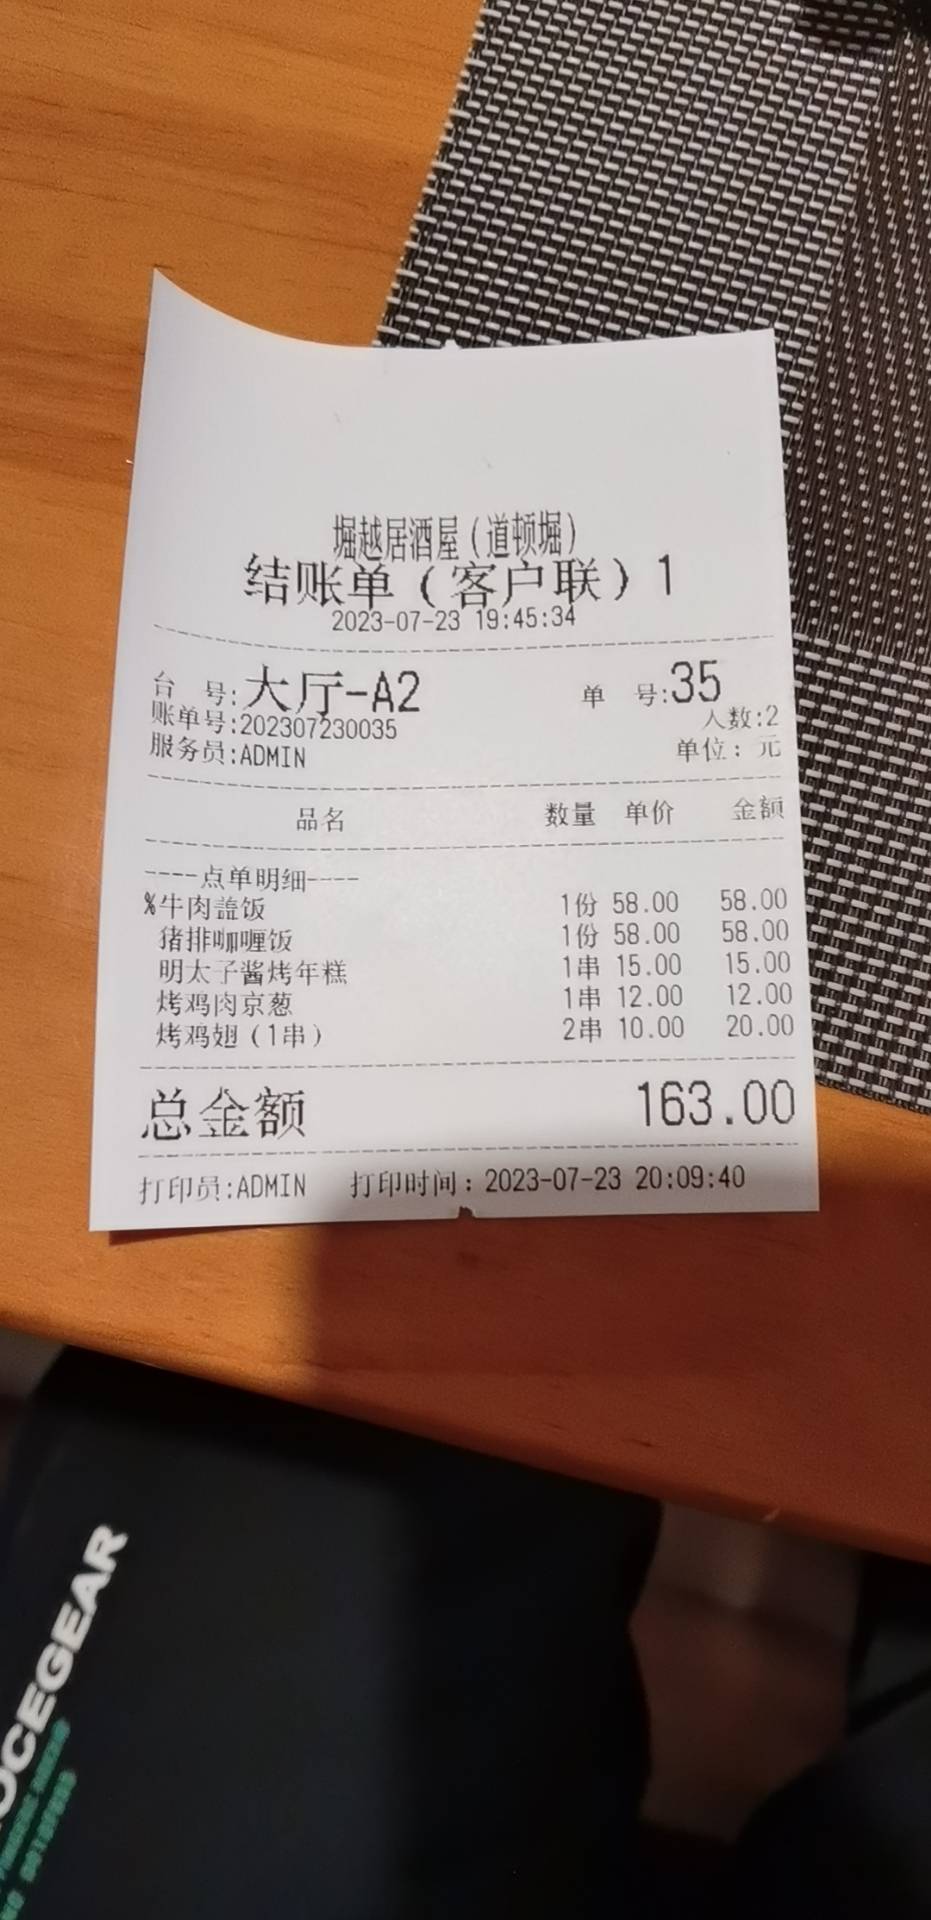 堀越居酒屋（道顿堀）
结账单（客户联）1
2023-07-23 19:45:34
台 号:大厅-A2 单 号:35
账单号:202307230035 人数:2
服务员:ADMIN 单位: 元
品名 数量 单价 金额
----点单明细----
%牛肉盖饭 1份 58.00 58.00
猪排咖喱饭 1份 58.00 58.00
明太子酱烤年糕 1串 15.00 15.00
烤鸡肉京葱 1串 12.00 12.00
烤鸡翅（1串） 2串 10.00 20.00
总金额 163.00
打印员:ADMIN 打印时间：2023-07-23 20:09:40
OCEGEAR